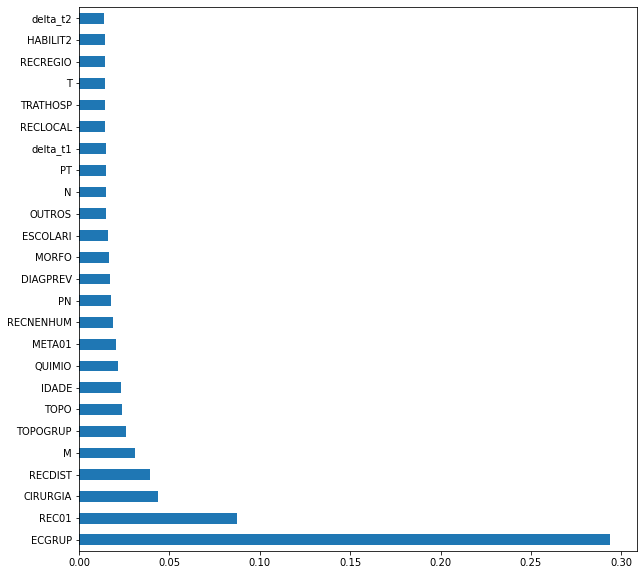 delta_t2
HABILIT2
RECREGIO
T
TRATHOSP
RECLOCAL
delta_t1
PT
N
OUTROS
ESCOLARI
MORFO
DIAGPREV
PN
RECNENHUM
META01
QUIMIO
IDADE
TOPO
TOPOGRUP
M
RECDIST
CIRURGIA
REC01
ECGRUP
0.00 0.05 0.10 0.15 0.20 0.25 0.30